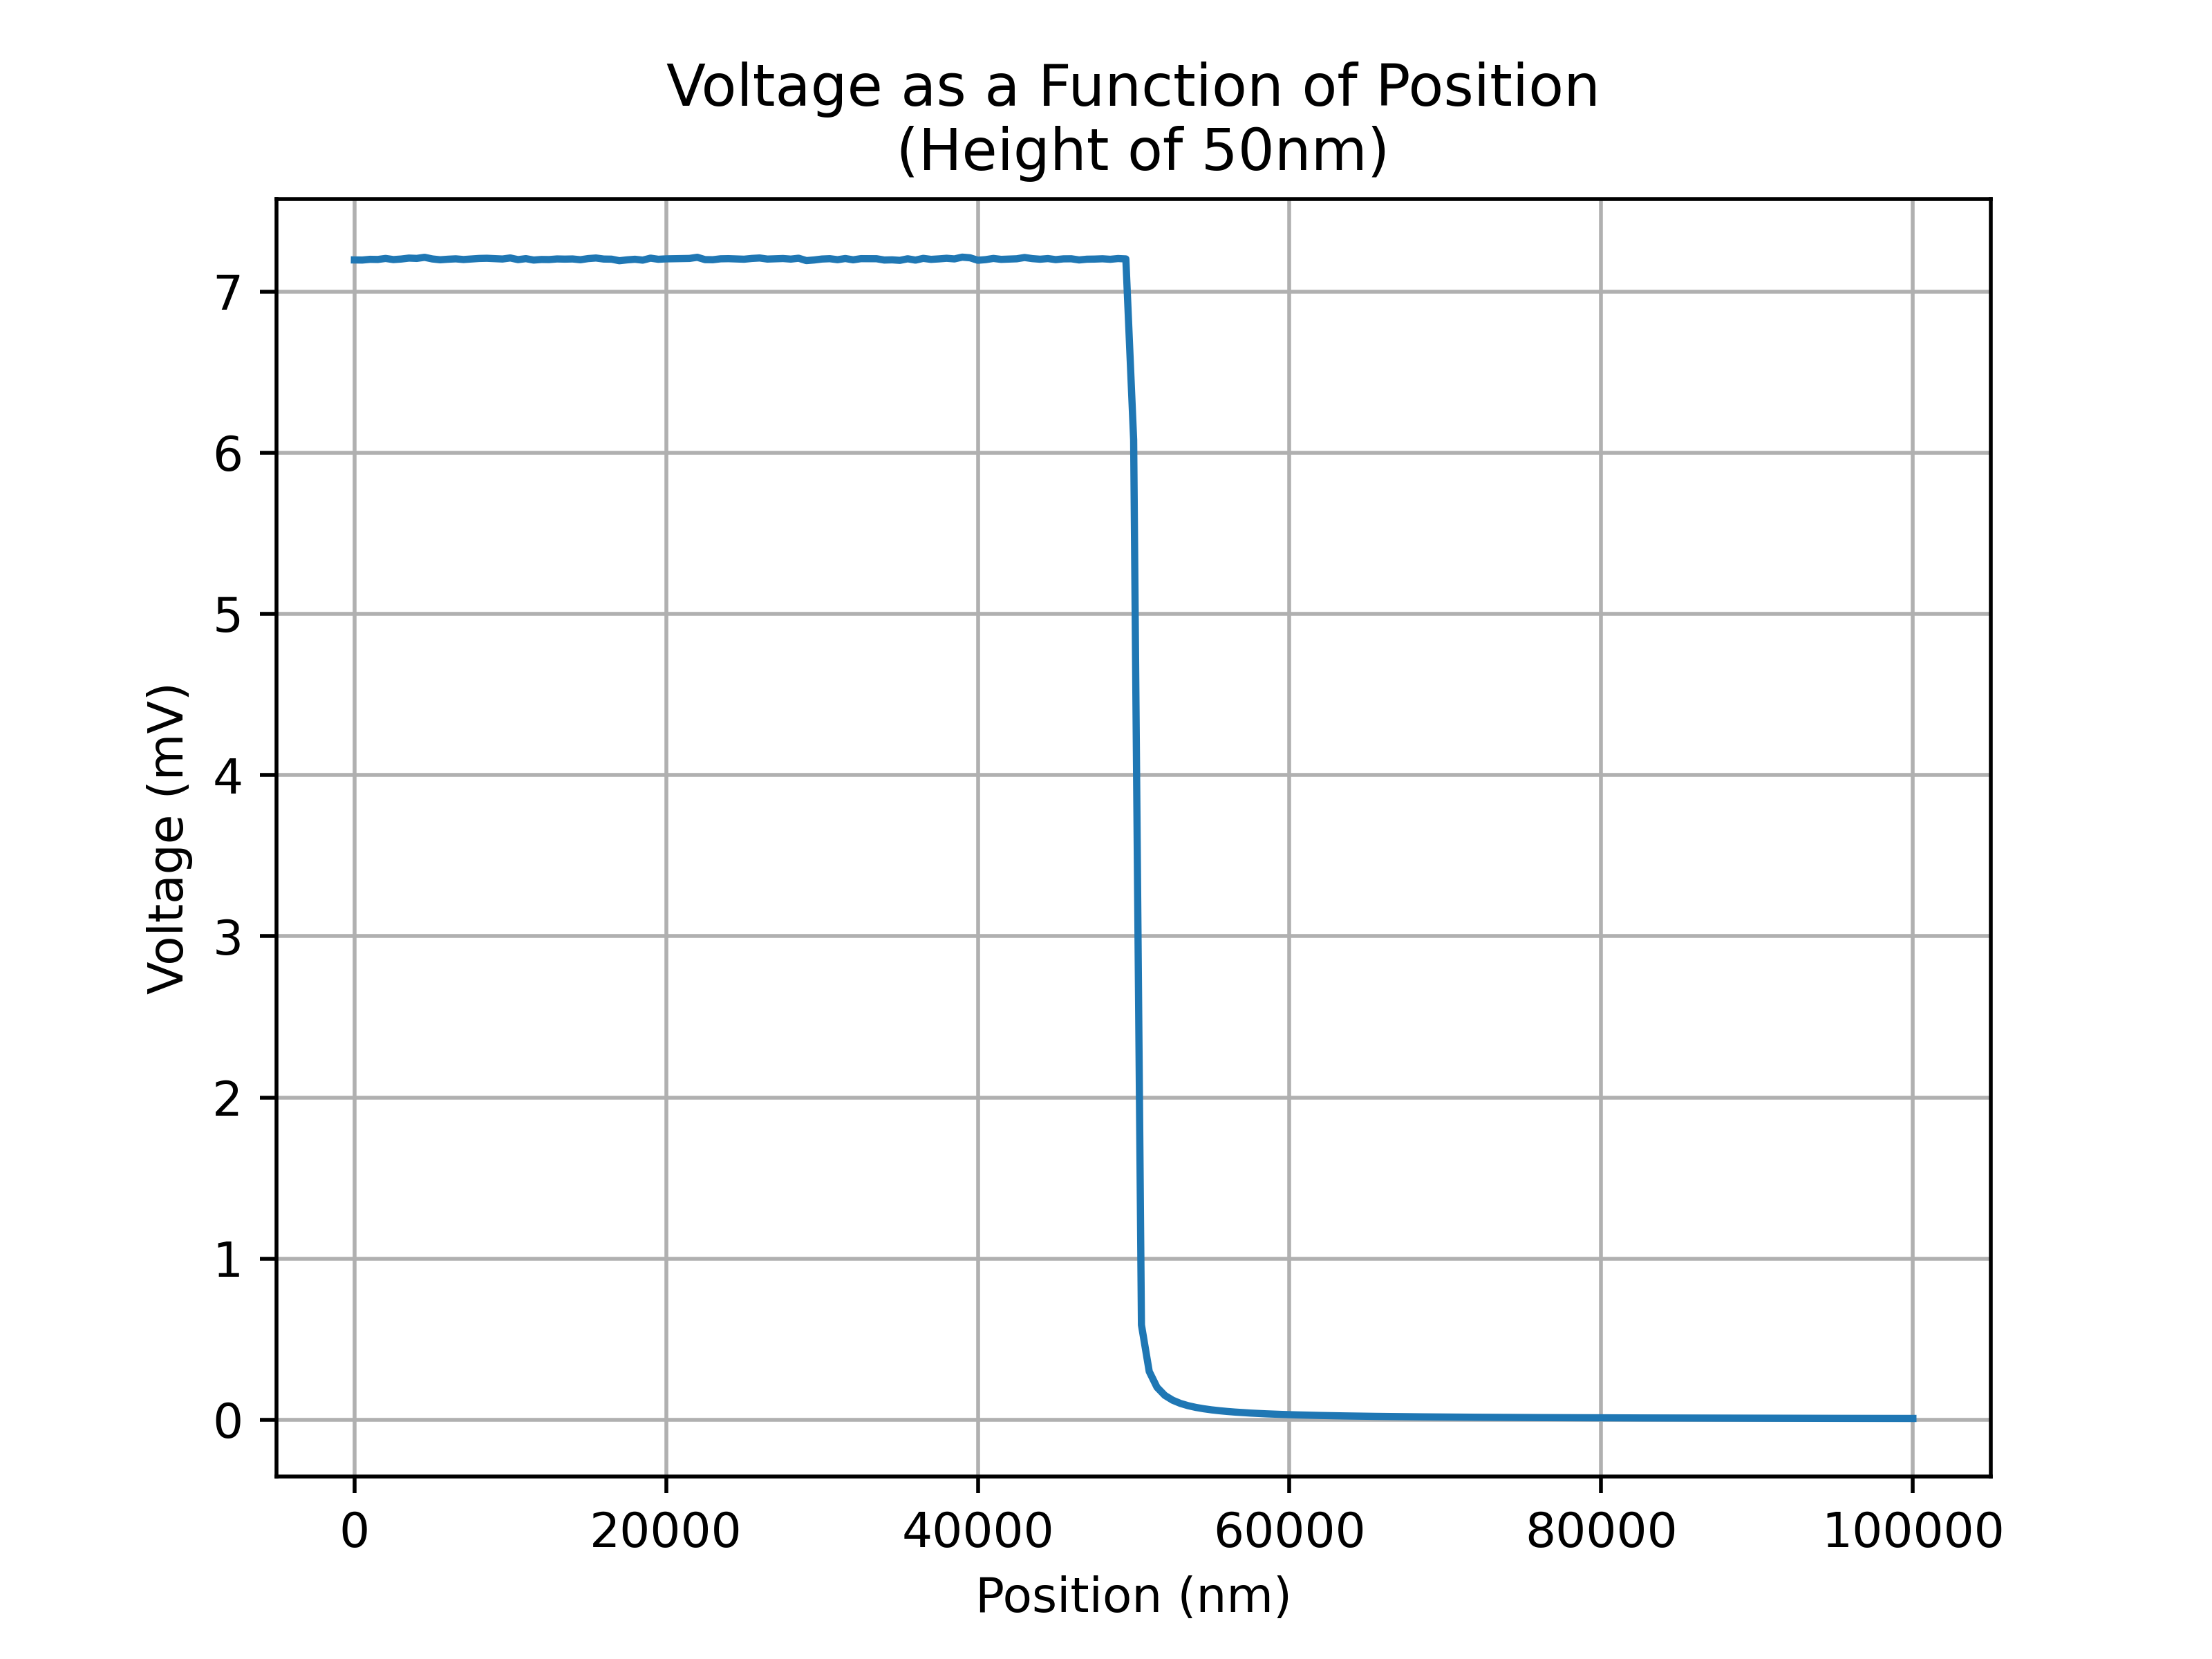 Voltage as a Function of Position
(Height of 50nm)
7
6
5
4
3
2
1
0
Voltage (mV)
0 20000 40000 60000 80000 100000
Position (nm)